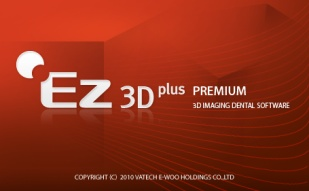 Ez 3D plus PREMIUM
3D IMAGING DENTAL SOFTWARE
COPYRIGHT (C) 2010 VATECH E-WOO HOLDINGS CO.,LTD